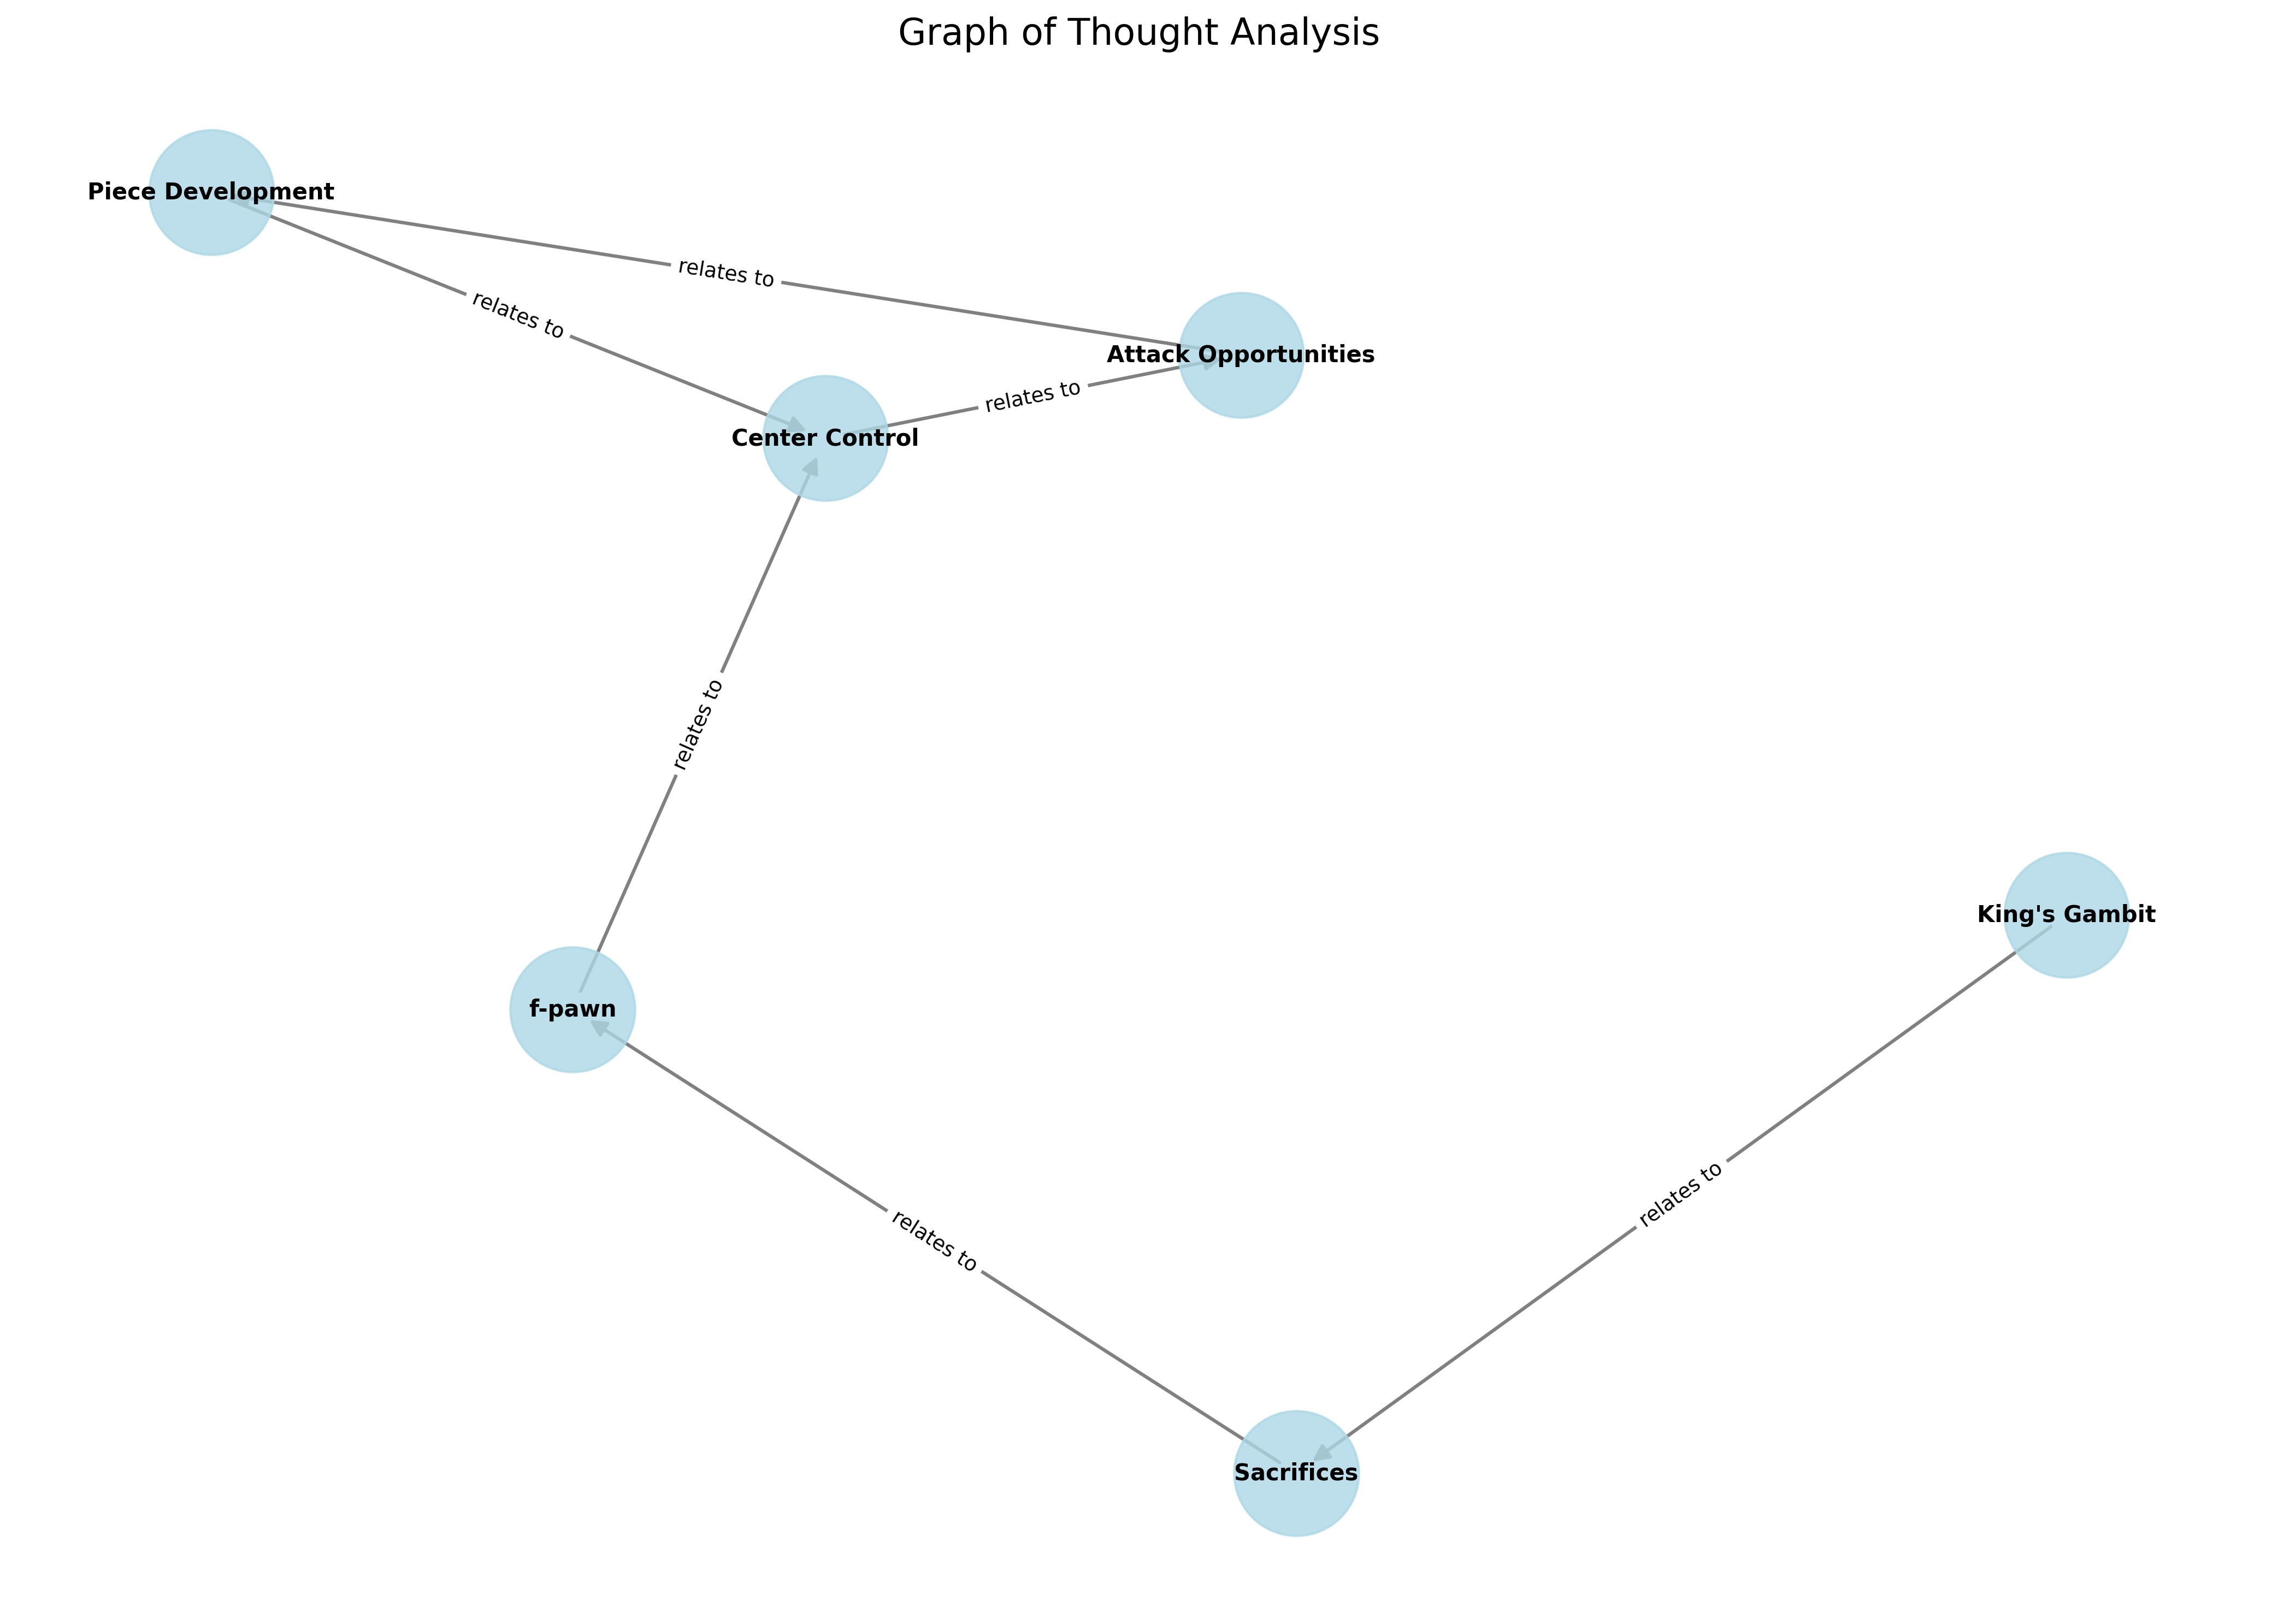 Graph of Thought Analysis
Piece Development
relates to
relates to
Attack Opportunities
relates to
Center Control
relates to
King's Gambit
f-pawn
relates to
relates to
Sacrifices